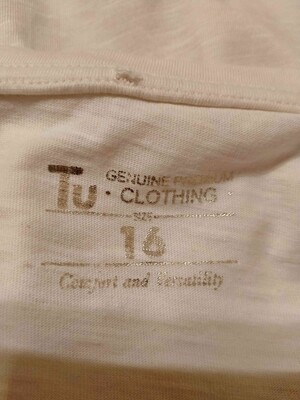 Tu GENUINE PREMIUM
· CLOTHING ·
SIZE
16
Comfort and Versatility